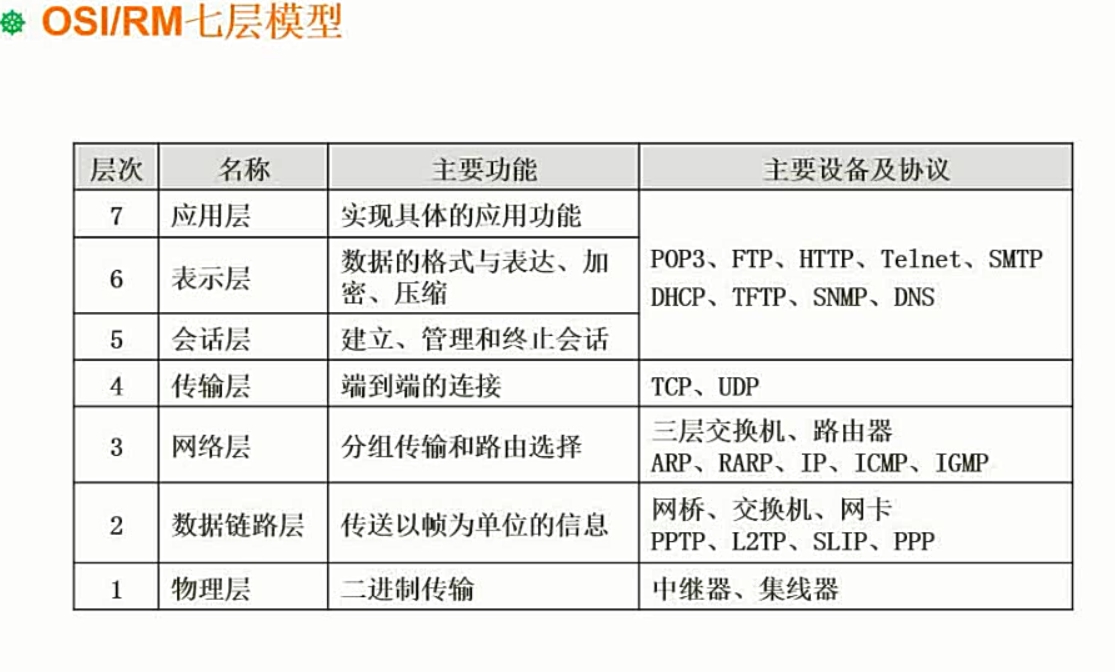 OSI/RM七层模型
层次 名称 主要功能 主要设备及协议
7 应用层 实现具体的应用功能
POP3、FTP、HTTP、Telnet、SMTP
DHCP、TFTP、SNMP、DNS
6 表示层 数据的格式与表达、加
密、压缩
5 会话层 建立、管理和终止会话
4 传输层 端到端的连接 TCP、UDP
3 网络层 分组传输和路由选择 三层交换机、路由器
ARP、RARP、IP、ICMP、IGMP
2 数据链路层 传送以帧为单位的信息 网桥、交换机、网卡
PPTP、L2TP、SLIP、PPP
1 物理层 二进制传输 中继器、集线器